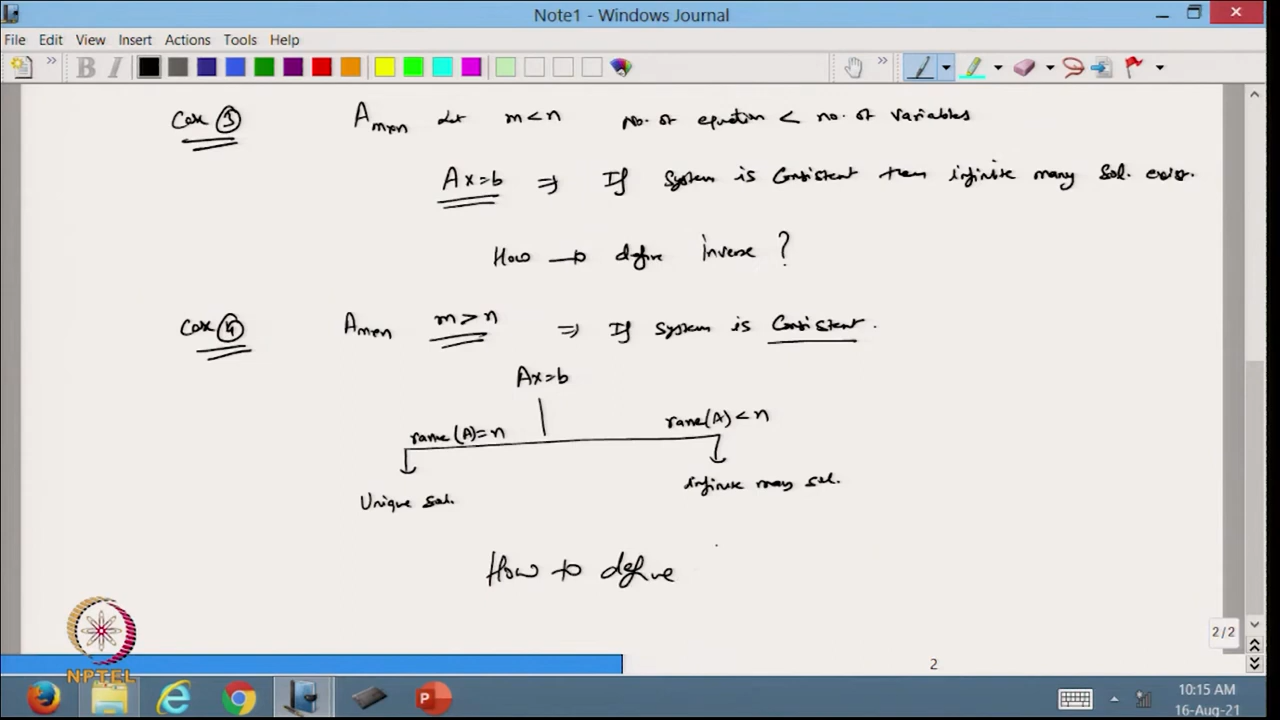 Note1 - Windows Journal
File Edit View Insert Actions Tools Help
Case 3 Amxn Let m<n no. of equation < no. of variables
Ax=b ⇒ If System is Consistent then infinite many sol. exist.
How to define inverse ?
Case 4 Amxn m>n ⇒ If System is Consistent.
Ax=b
rank(A)=n rank(A)<n
Unique sol. infinite many sol.
How to define
NPTEL
2/2
2
10:15 AM
16-Aug-21